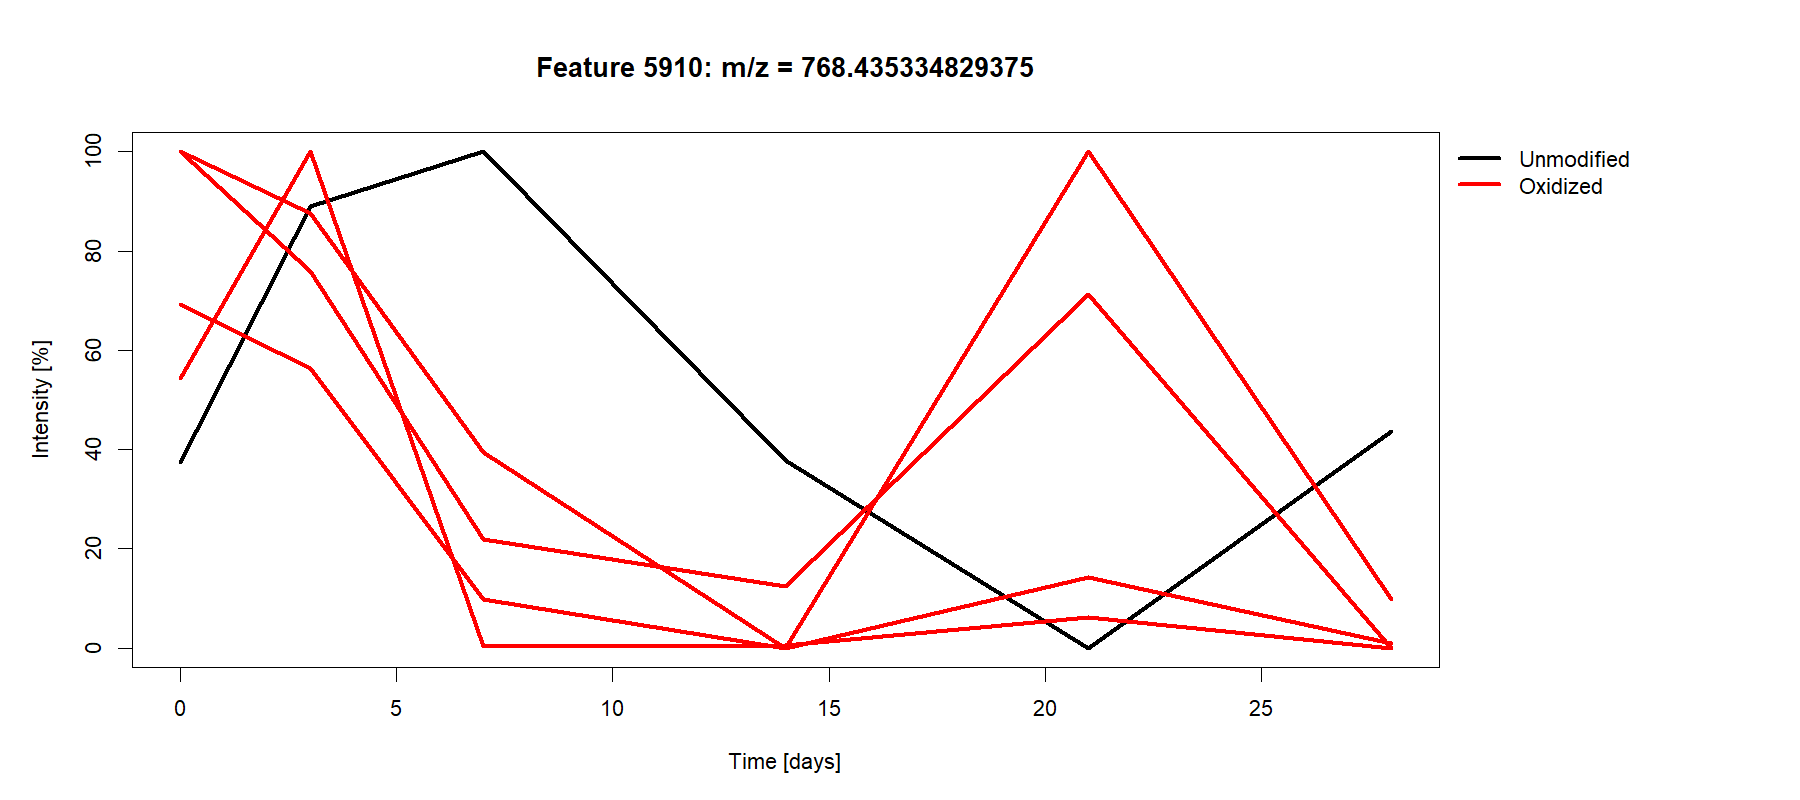 Feature 5910: m/z = 768.435334829375
Unmodified
Oxidized
Intensity [%]
100
80
60
40
20
0
0 5 10 15 20 25
Time [days]